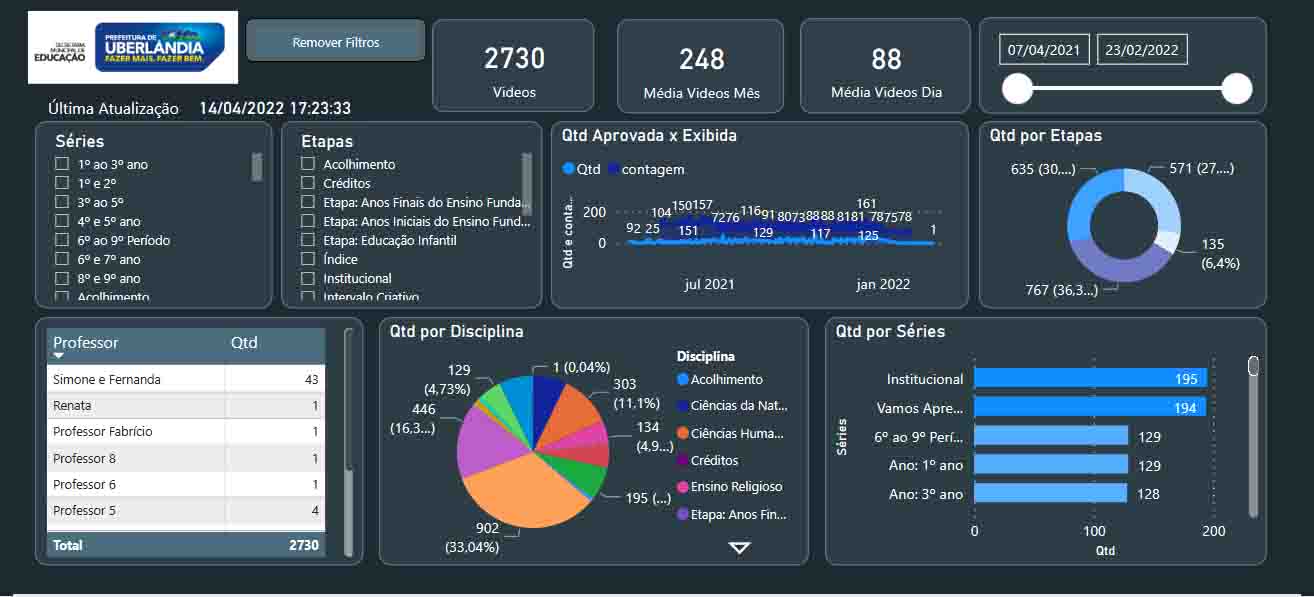 EDUCAÇÃO
PREFEITURA DE
UBERLÂNDIA
FAZER MAIS. FAZER BEM.
Remover Filtros
2730
Videos
248
Média Videos Mês
88
Média Videos Dia
07/04/2021
23/02/2022
Última Atualização 14/04/2022 17:23:33
Séries
1º ao 3º ano
1º e 2º
3º ao 5º
4º e 5º ano
6º ao 9º Período
6º e 7º ano
8º e 9º ano
Acolhimento
Etapas
Acolhimento
Créditos
Etapa: Anos Finais do Ensino Funda...
Etapa: Anos Iniciais do Ensino Fund...
Etapa: Educação Infantil
Índice
Institucional
Intervalo Criativo
Qtd Aprovada x Exibida
Qtd contagem
Qtd e conta...
200
0
92 25 104 150157 151 7276 116 91 129 8073 8888 117 8181 161 125 787578 1
jul 2021
jan 2022
Qtd por Etapas
635 (30,...)
571 (27,...)
135
(6,4%)
767 (36,3...)
Professor Qtd
Simone e Fernanda 43
Renata 1
Professor Fabrício 1
Professor 8 1
Professor 6 1
Professor 5 4
Total 2730
Qtd por Disciplina
1 (0,04%)
303
(11,1%)
134
(4,9...)
195 (...)
902
(33,04%)
446
(16,3...)
129
(4,73%)
Disciplina
Acolhimento
Ciências da Nat...
Ciências Huma...
Créditos
Ensino Religioso
Etapa: Anos Fin...
Qtd por Séries
Séries
Institucional 195
Vamos Apre... 194
6º ao 9º Perí... 129
Ano: 1º ano 129
Ano: 3º ano 128
0 100 200
Qtd